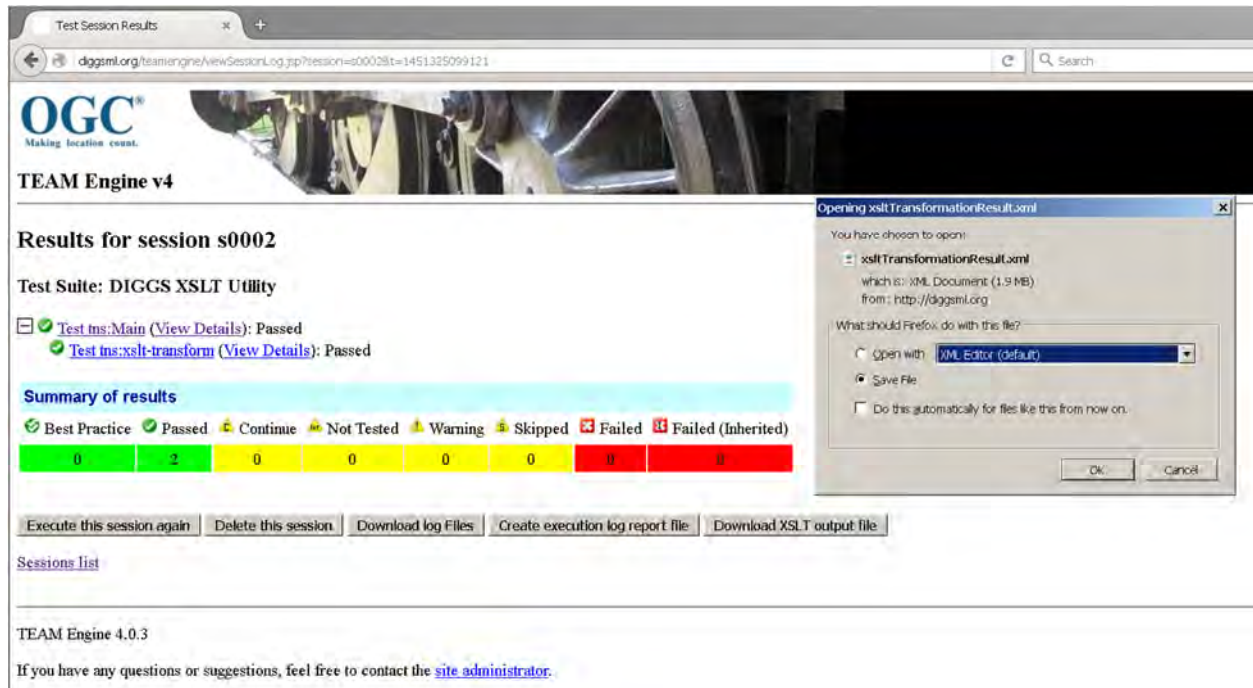 Test Session Results
diggsml.org/teamengine/viewSessionLog.jsp?session=s0002&t=1451325099121
Search
OGC®
Making location count.
TEAM Engine v4
Results for session s0002
Test Suite: DIGGS XSLT Utility
Test tns:Main (View Details): Passed
Test tns:xslt-transform (View Details): Passed
Summary of results
Best Practice Passed Continue Not Tested Warning Skipped Failed Failed (Inherited)
0 2 0 0 0 0 0 0
Execute this session again Delete this session Download log Files Create execution log report file Download XSLT output file
Sessions list
TEAM Engine 4.0.3
If you have any questions or suggestions, feel free to contact the site administrator.
Opening xsltTransformationResult.xml
You have chosen to open:
xsltTransformationResult.xml
which is: XML Document (1.9 MB)
from: http://diggsml.org
What should Firefox do with this file?
Open with XML Editor (default)
Save File
Do this automatically for files like this from now on.
OK Cancel